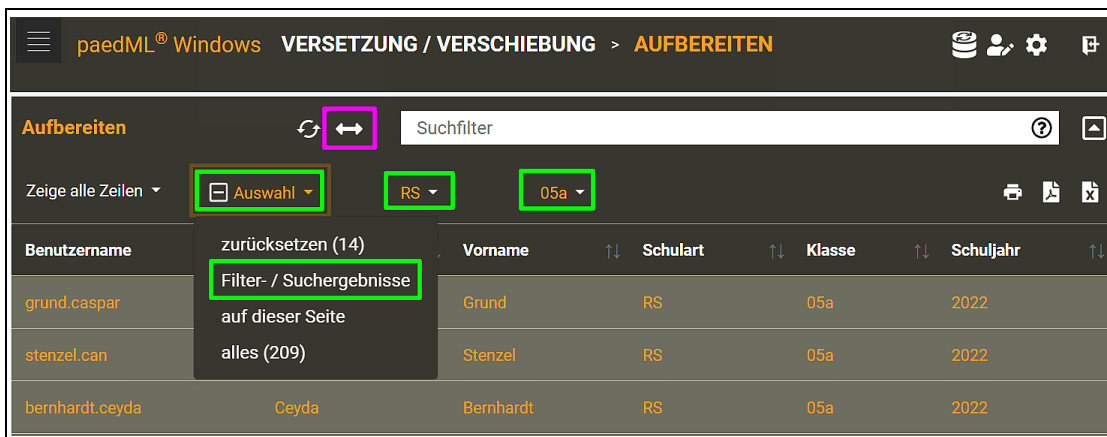 paedML® Windows VERSETZUNG / VERSCHIEBUNG > AUFBEREITEN
Aufbereiten Suchfilter
Zeige alle Zeilen Auswahl RS 05a
zurücksetzen (14)
Filter- / Suchergebnisse
auf dieser Seite
alles (209)
Benutzername Vorname Schulart Klasse Schuljahr
grund.caspar Grund RS 05a 2022
stenzel.can Stenzel RS 05a 2022
bernhardt.ceyda Ceyda Bernhardt RS 05a 2022